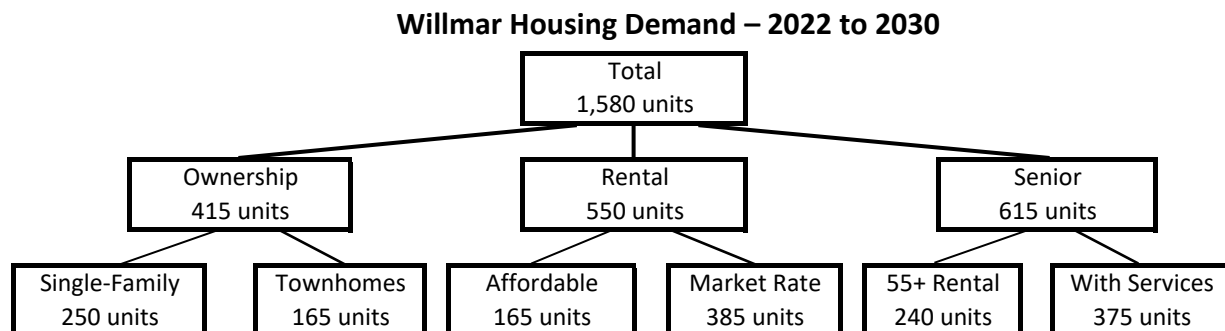 Willmar Housing Demand – 2022 to 2030
Total
1,580 units
Ownership
415 units
Rental
550 units
Senior
615 units
Single-Family
250 units
Townhomes
165 units
Affordable
165 units
Market Rate
385 units
55+ Rental
240 units
With Services
375 units